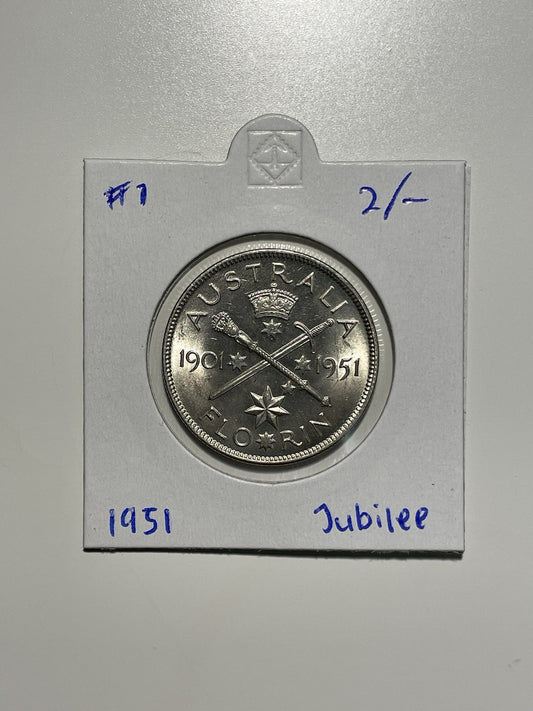 #1 2/-
AUSTRALIA
1901 1951
FLORIN
1951 Jubilee